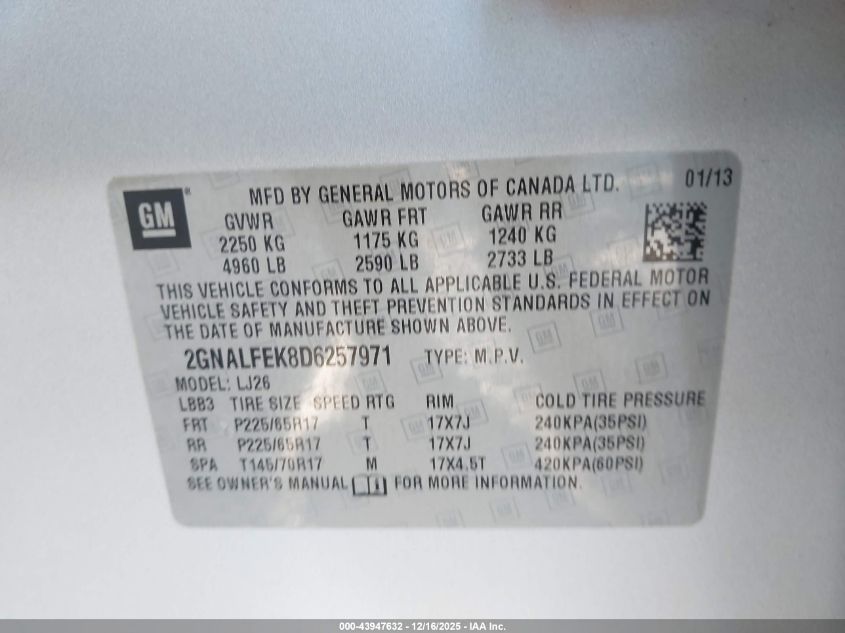 GM ®
MFD BY GENERAL MOTORS OF CANADA LTD. 01/13
GVWR GAWR FRT GAWR RR
2250 KG 1175 KG 1240 KG
4960 LB 2590 LB 2733 LB
THIS VEHICLE CONFORMS TO ALL APPLICABLE U.S. FEDERAL MOTOR
VEHICLE SAFETY AND THEFT PREVENTION STANDARDS IN EFFECT ON
THE DATE OF MANUFACTURE SHOWN ABOVE.
2GNALFEK8D6257971 TYPE: M.P.V.
MODEL: LJ26
LBB3 TIRE SIZE SPEED RTG RIM COLD TIRE PRESSURE
FRT P225/65R17 T 17X7J 240KPA(35PSI)
RR P225/65R17 T 17X7J 240KPA(35PSI)
SPA T145/70R17 M 17X4.5T 420KPA(60PSI)
SEE OWNER'S MANUAL FOR MORE INFORMATION.
000-43947632 - 12/16/2025 - IAA Inc.